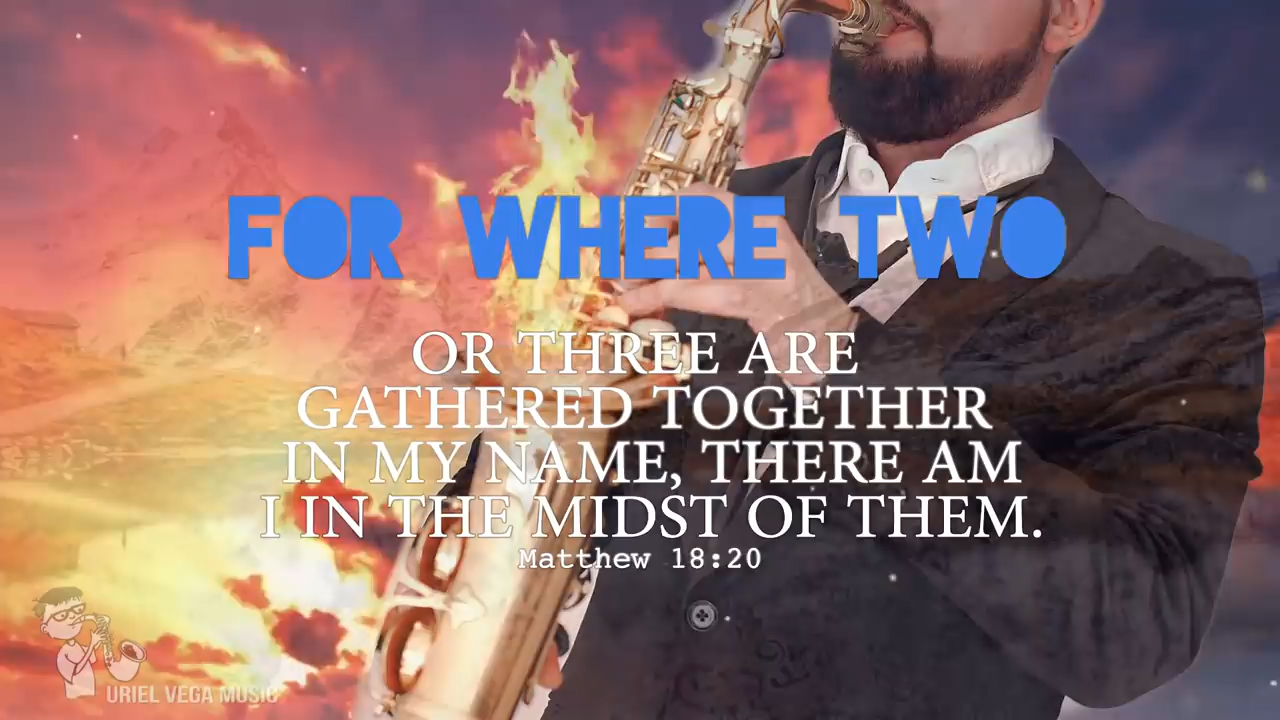 FOR WHERE TWO
OR THREE ARE
GATHERED TOGETHER
IN MY NAME, THERE AM
I IN THE MIDST OF THEM.
Matthew 18:20
URIEL VEGA MUSIC